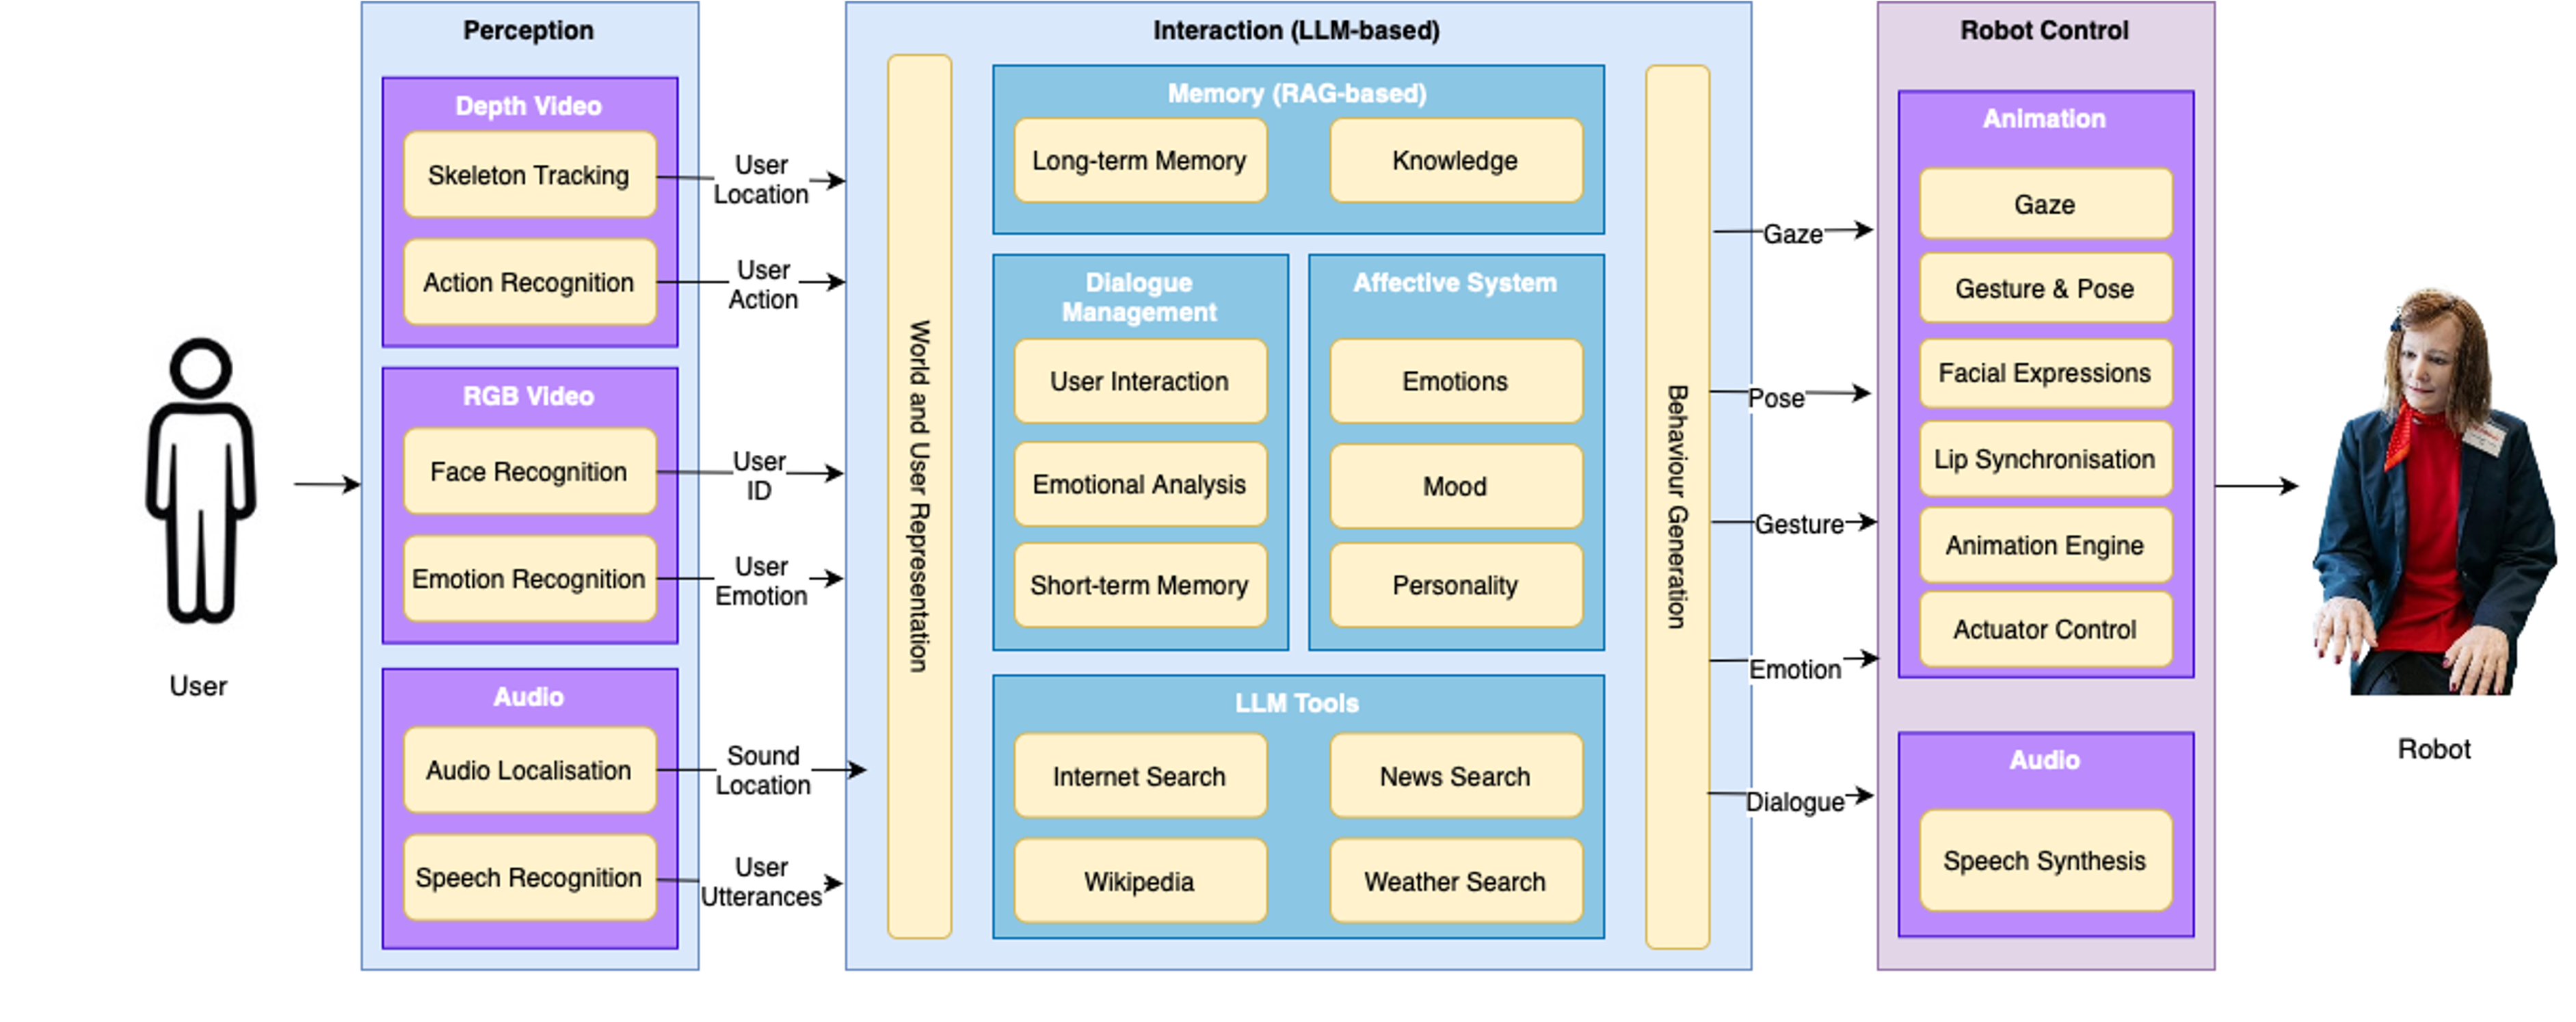 Perception
Depth Video
Skeleton Tracking
Action Recognition
RGB Video
Face Recognition
Emotion Recognition
Audio
Audio Localisation
Speech Recognition
User
User
Location
User
Action
User
ID
User
Emotion
Sound
Location
User
Utterances
Interaction (LLM-based)
World and User Representation
Memory (RAG-based)
Long-term Memory
Knowledge
Dialogue
Management
User Interaction
Emotional Analysis
Short-term Memory
Affective System
Emotions
Mood
Personality
LLM Tools
Internet Search
News Search
Wikipedia
Weather Search
Behaviour Generation
Gaze
Pose
Gesture
Emotion
Dialogue
Robot Control
Animation
Gaze
Gesture & Pose
Facial Expressions
Lip Synchronisation
Animation Engine
Actuator Control
Audio
Speech Synthesis
Robot